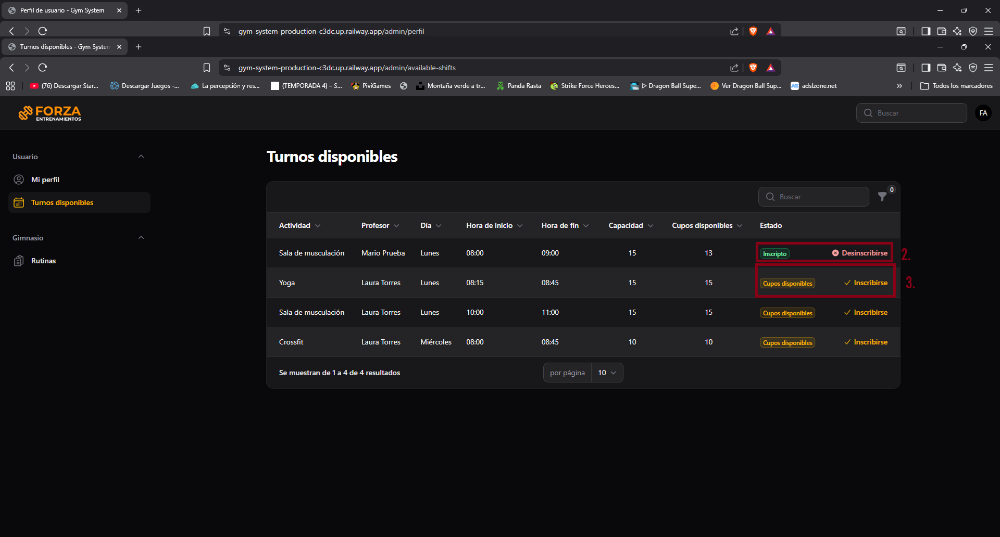 Perfil de usuario - Gym System
gym-system-production-c3dc.up.railway.app/admin/perfil
Turnos disponibles - Gym System
gym-system-production-c3dc.up.railway.app/admin/available-shifts
(76) Descargar Star...
Descargar Juegos -...
La percepción y res...
(TEMPORADA 4) – S...
PiviGames
Montaña verde a tr...
Panda Rasta
Strike Force Heroes...
ᐅ Dragon Ball Supe...
Ver Dragon Ball Sup...
adslzone.net
»
Todos los marcadores
FORZA
ENTRENAMIENTOS
Buscar
FA
Usuario
Mi perfil
Turnos disponibles
Gimnasio
Rutinas
Turnos disponibles
Buscar
0
Actividad Profesor Día Hora de inicio Hora de fin Capacidad Cupos disponibles Estado
Sala de musculación Mario Prueba Lunes 08:00 09:00 15 13 Inscripto Desinscribirse 2.
Yoga Laura Torres Lunes 08:15 08:45 15 15 Cupos disponibles Inscribirse 3.
Sala de musculación Laura Torres Lunes 10:00 11:00 15 15 Cupos disponibles Inscribirse
Crossfit Laura Torres Miércoles 08:00 08:45 10 10 Cupos disponibles Inscribirse
Se muestran de 1 a 4 de 4 resultados
por página 10